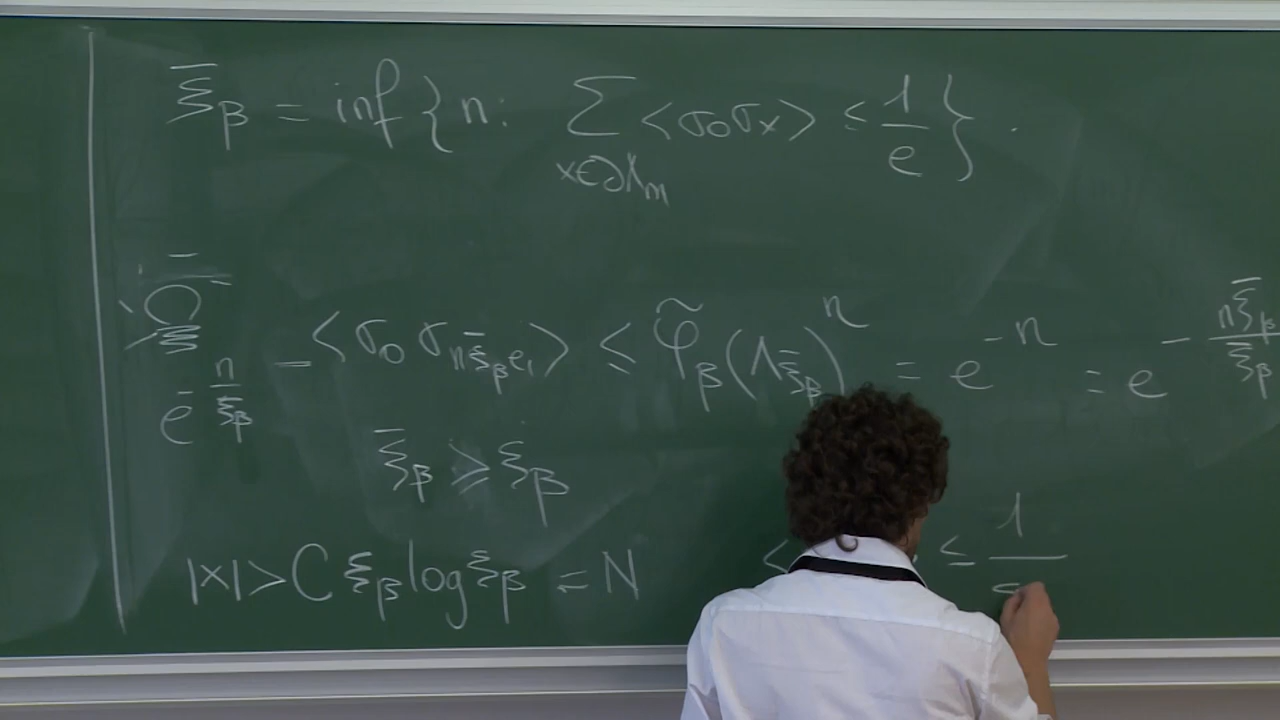 ξ̄_β = inf { n : Σ_{x∈∂Λ_n} <σ_0 σ_x> ≤ 1/e } .
e^{-n/ξ_β} - <σ_0 σ_{n ξ̄_β e_1}> ≤ φ̃_β(Λ_{ξ̄_β})^n = e^{-n} = e^{-nξ̄_β/ξ̄_β}
ξ̄_β ⩾ ξ_β
|x| > C ξ_β log ξ_β = N < ≤ 1